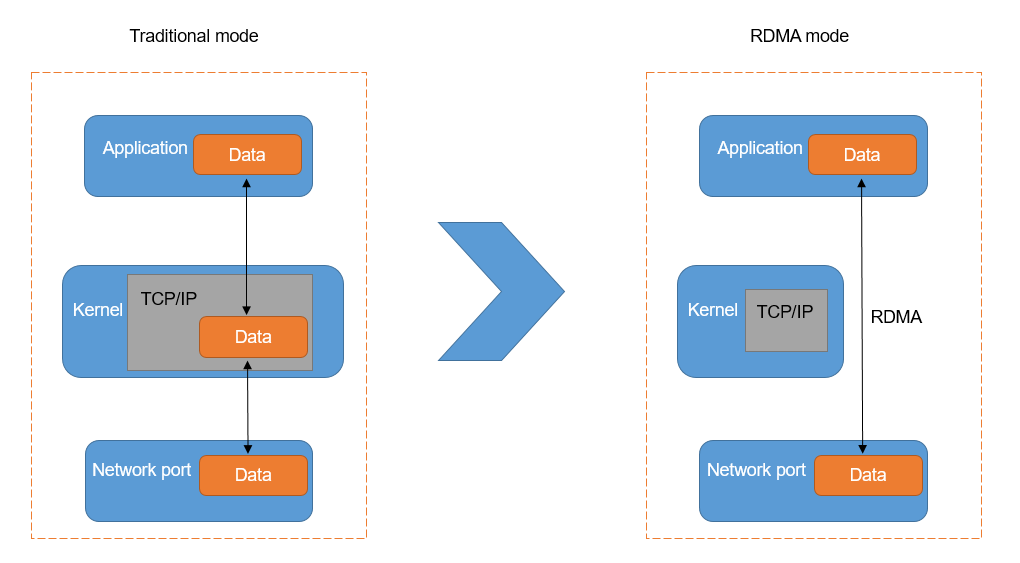 Traditional mode
Application
Data
Kernel
TCP/IP
Data
Network port
Data
RDMA mode
Application
Data
Kernel
TCP/IP
RDMA
Network port
Data